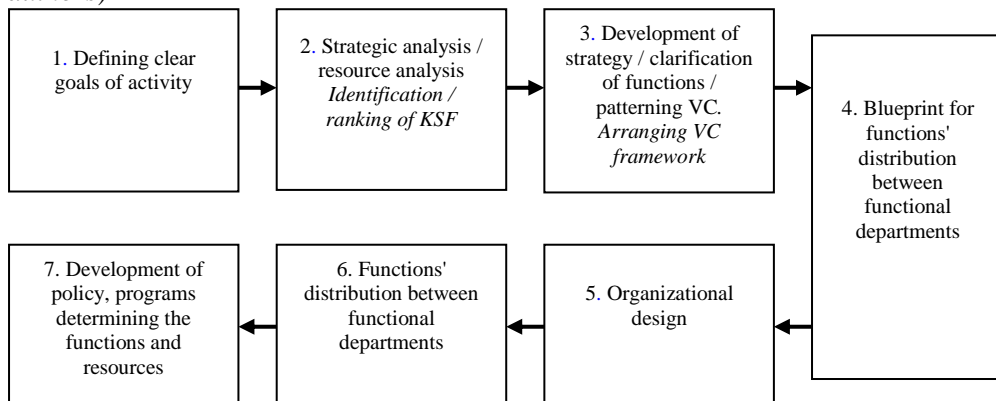 1. Defining clear
goals of activity
2. Strategic analysis /
resource analysis
Identification /
ranking of KSF
3. Development of
strategy / clarification
of functions /
patterning VC.
Arranging VC
framework
4. Blueprint for
functions'
distribution
between
functional
departments
5. Organizational
design
6. Functions'
distribution between
functional
departments
7. Development of
policy, programs
determining the
functions and
resources